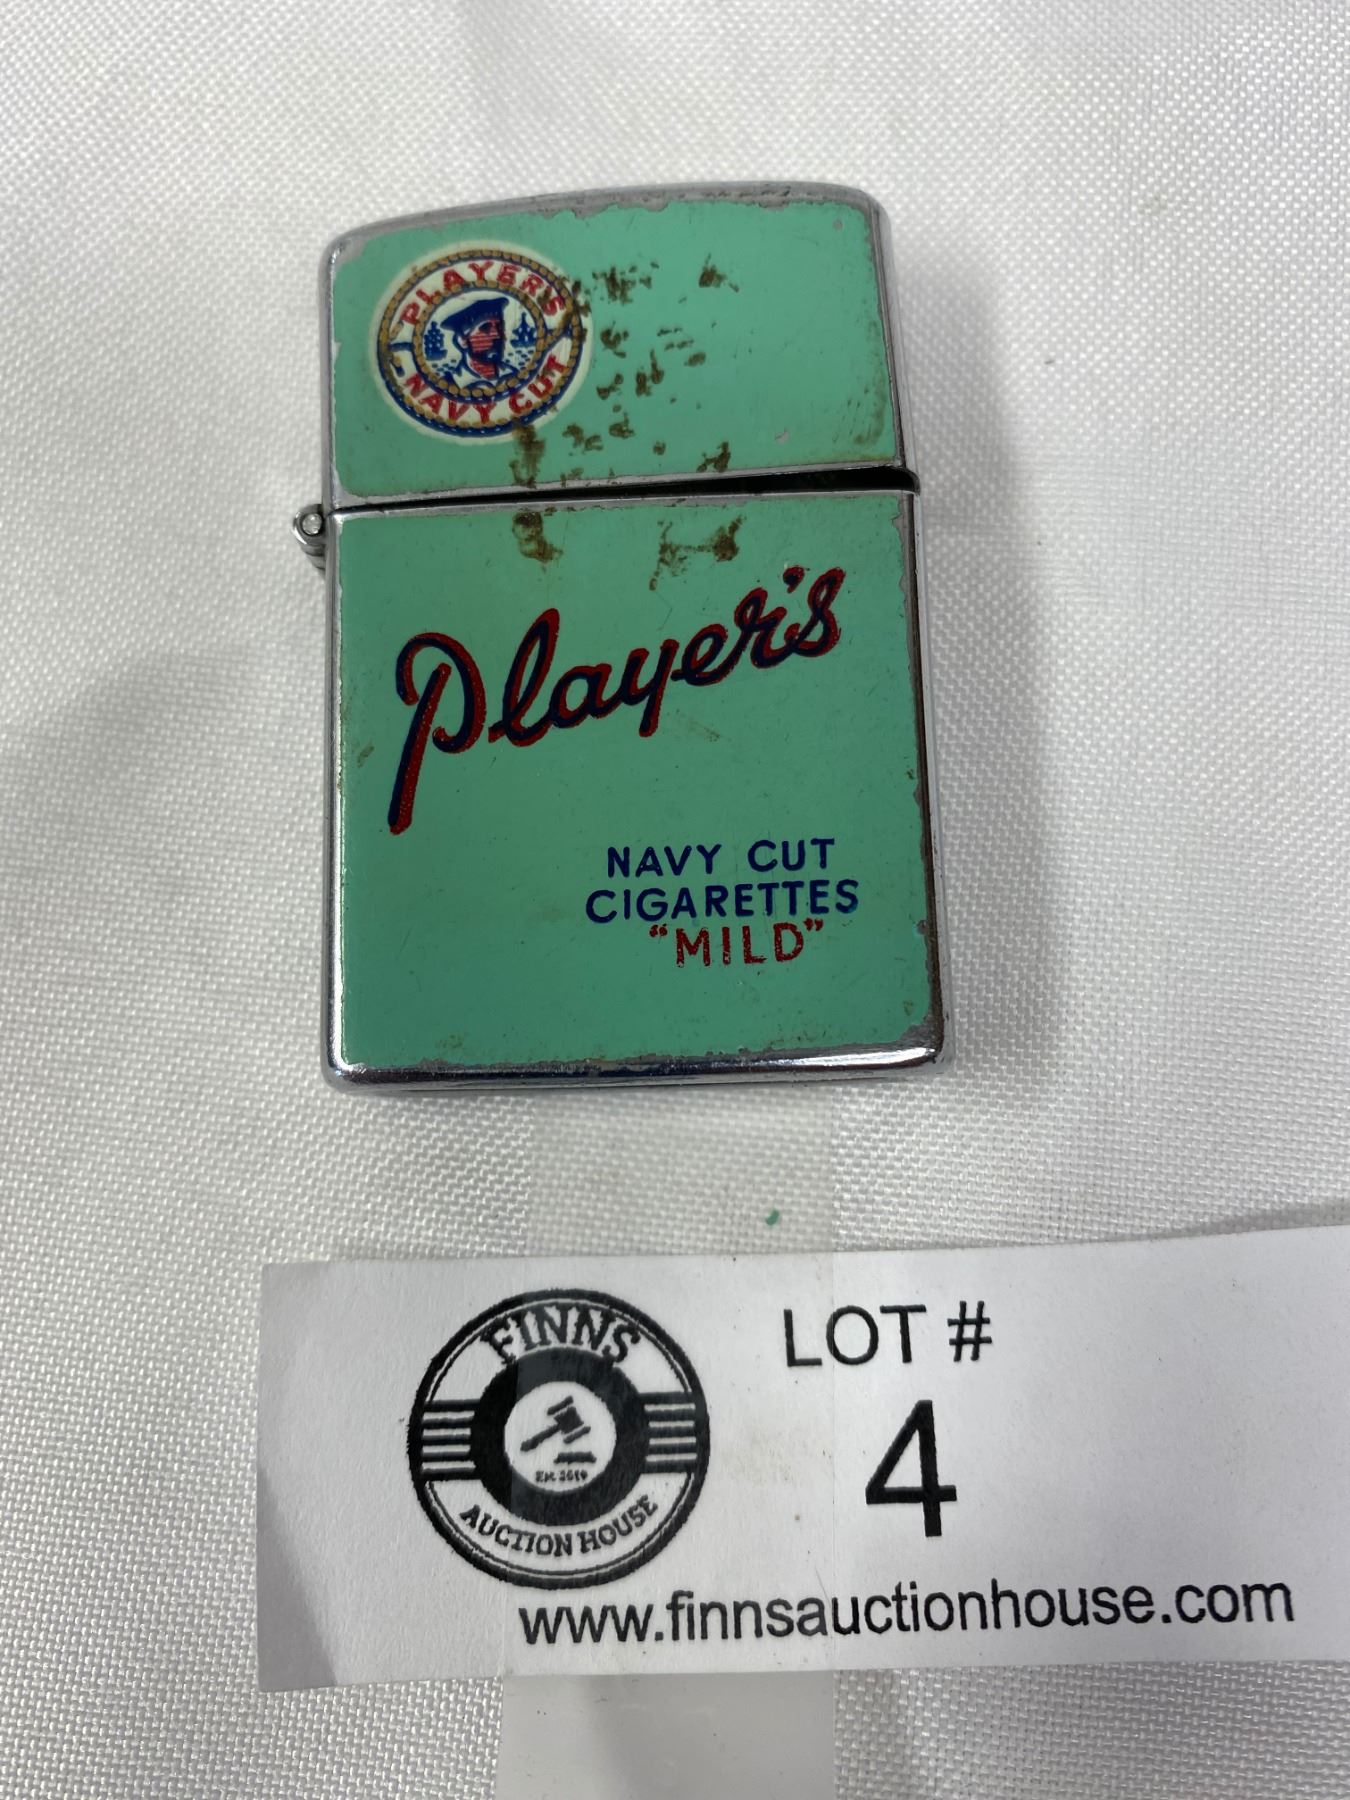 PLAYER'S
NAVY CUT
Player's
NAVY CUT
CIGARETTES
"MILD"
FINNS
EST. 2019
AUCTION HOUSE
LOT #
4
www.finnsauctionhouse.com